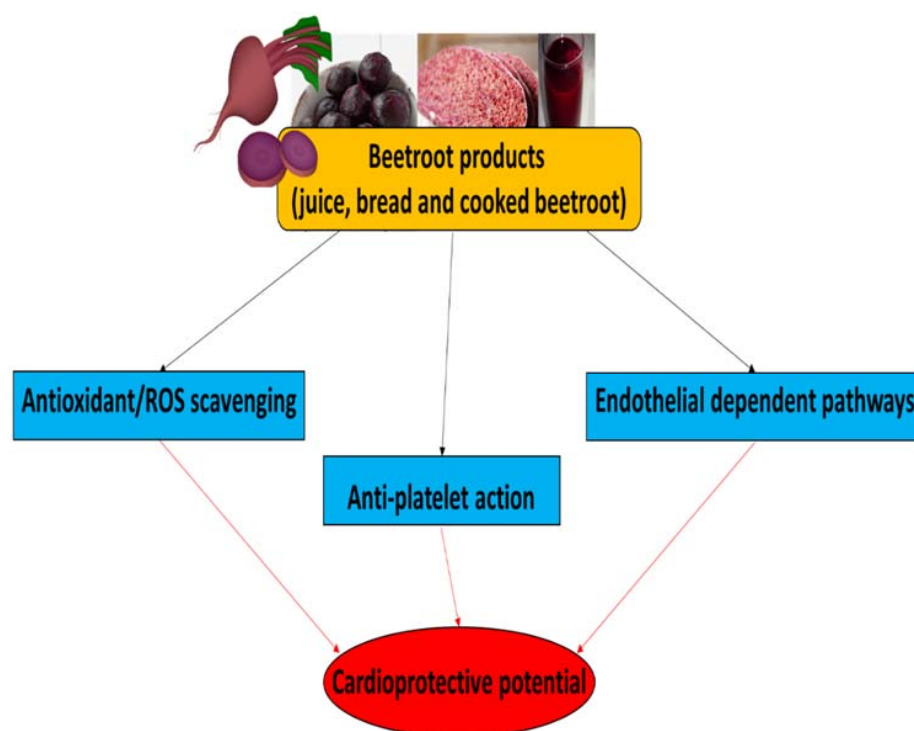 Beetroot products
(juice, bread and cooked beetroot)
Antioxidant/ROS scavenging
Endothelial dependent pathways
Anti-platelet action
Cardioprotective potential